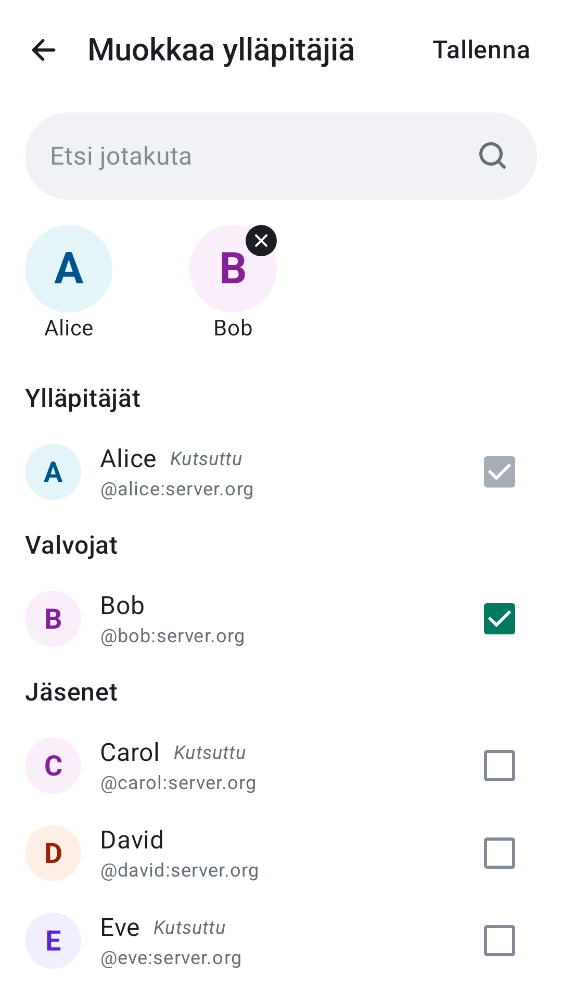 Muokkaa ylläpitäjiä
Tallenna
Etsi jotakuta
A
B
Alice
Bob
Ylläpitäjät
A
Alice Kutsuttu
@alice:server.org
Valvojat
B
Bob
@bob:server.org
Jäsenet
C
Carol Kutsuttu
@carol:server.org
D
David
@david:server.org
E
Eve Kutsuttu
@eve:server.org